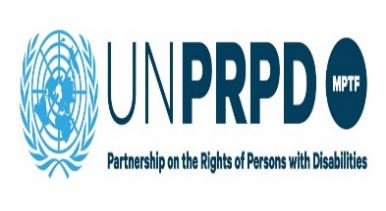 UNPRPD MPTF
Partnership on the Rights of Persons with Disabilities